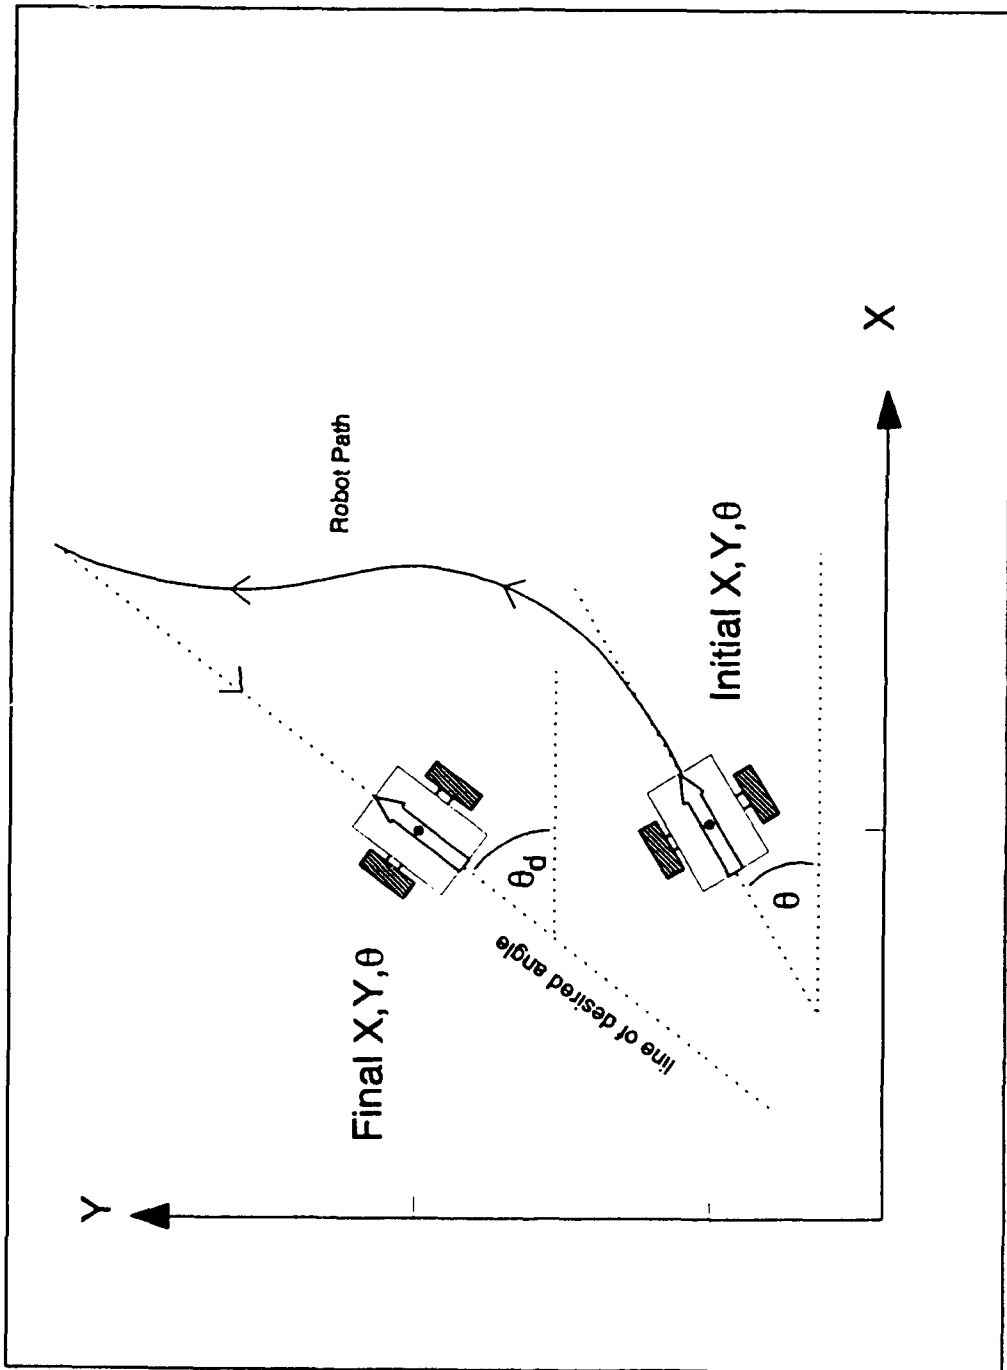 Y
Final X,Y,θ
Robot Path
θd
line of desired angle
Initial X,Y,θ
θ
X